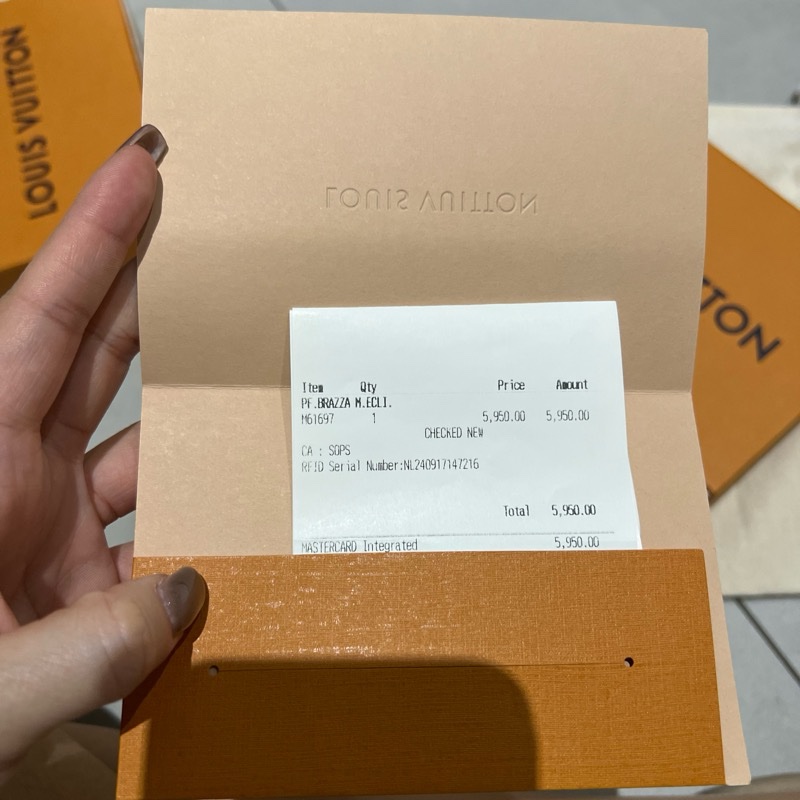 LOUIS VUITTON
LOUIS VUITTON
TTON
Item Qty Price Amount
PF.BRAZZA M.ECLI.
M61697 1 5,950.00 5,950.00
CHECKED NEW
CA : SOPS
RFID Serial Number:NL240917147216
Total 5,950.00
MASTERCARD Integrated 5,950.00